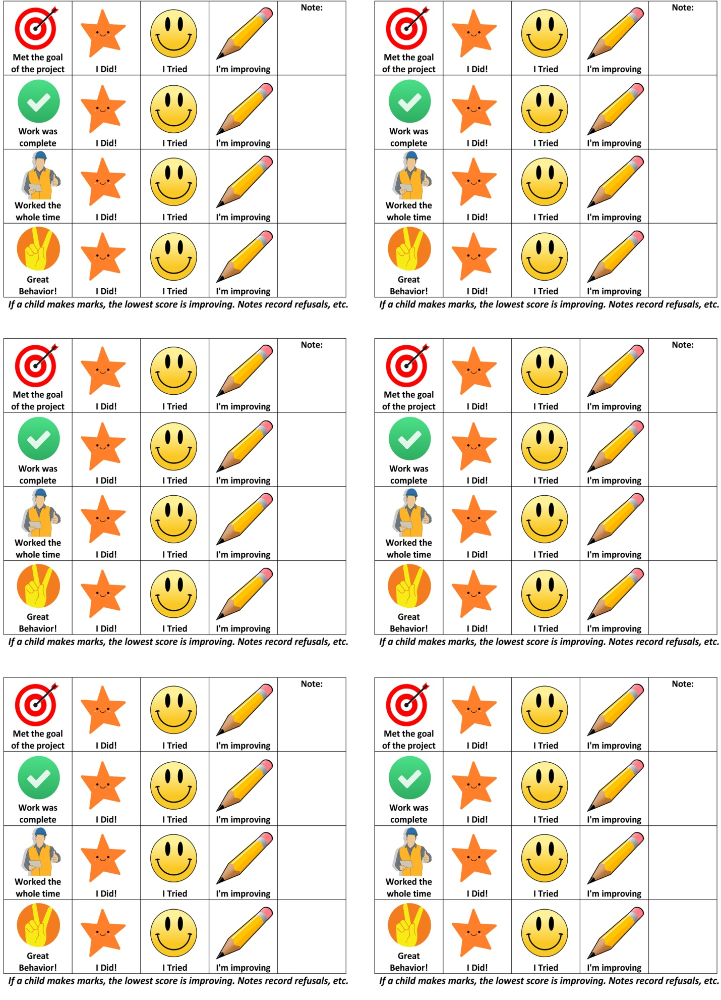 Note:
Met the goal
of the project
I Did!
I Tried
I'm improving
Work was
complete
I Did!
I Tried
I'm improving
Worked the
whole time
I Did!
I Tried
I'm improving
Great
Behavior!
I Did!
I Tried
I'm improving
If a child makes marks, the lowest score is improving. Notes record refusals, etc.
Note:
Met the goal
of the project
I Did!
I Tried
I'm improving
Work was
complete
I Did!
I Tried
I'm improving
Worked the
whole time
I Did!
I Tried
I'm improving
Great
Behavior!
I Did!
I Tried
I'm improving
If a child makes marks, the lowest score is improving. Notes record refusals, etc.
Note:
Met the goal
of the project
I Did!
I Tried
I'm improving
Work was
complete
I Did!
I Tried
I'm improving
Worked the
whole time
I Did!
I Tried
I'm improving
Great
Behavior!
I Did!
I Tried
I'm improving
If a child makes marks, the lowest score is improving. Notes record refusals, etc.
Note:
Met the goal
of the project
I Did!
I Tried
I'm improving
Work was
complete
I Did!
I Tried
I'm improving
Worked the
whole time
I Did!
I Tried
I'm improving
Great
Behavior!
I Did!
I Tried
I'm improving
If a child makes marks, the lowest score is improving. Notes record refusals, etc.
Note:
Met the goal
of the project
I Did!
I Tried
I'm improving
Work was
complete
I Did!
I Tried
I'm improving
Worked the
whole time
I Did!
I Tried
I'm improving
Great
Behavior!
I Did!
I Tried
I'm improving
If a child makes marks, the lowest score is improving. Notes record refusals, etc.
Note:
Met the goal
of the project
I Did!
I Tried
I'm improving
Work was
complete
I Did!
I Tried
I'm improving
Worked the
whole time
I Did!
I Tried
I'm improving
Great
Behavior!
I Did!
I Tried
I'm improving
If a child makes marks, the lowest score is improving. Notes record refusals, etc.